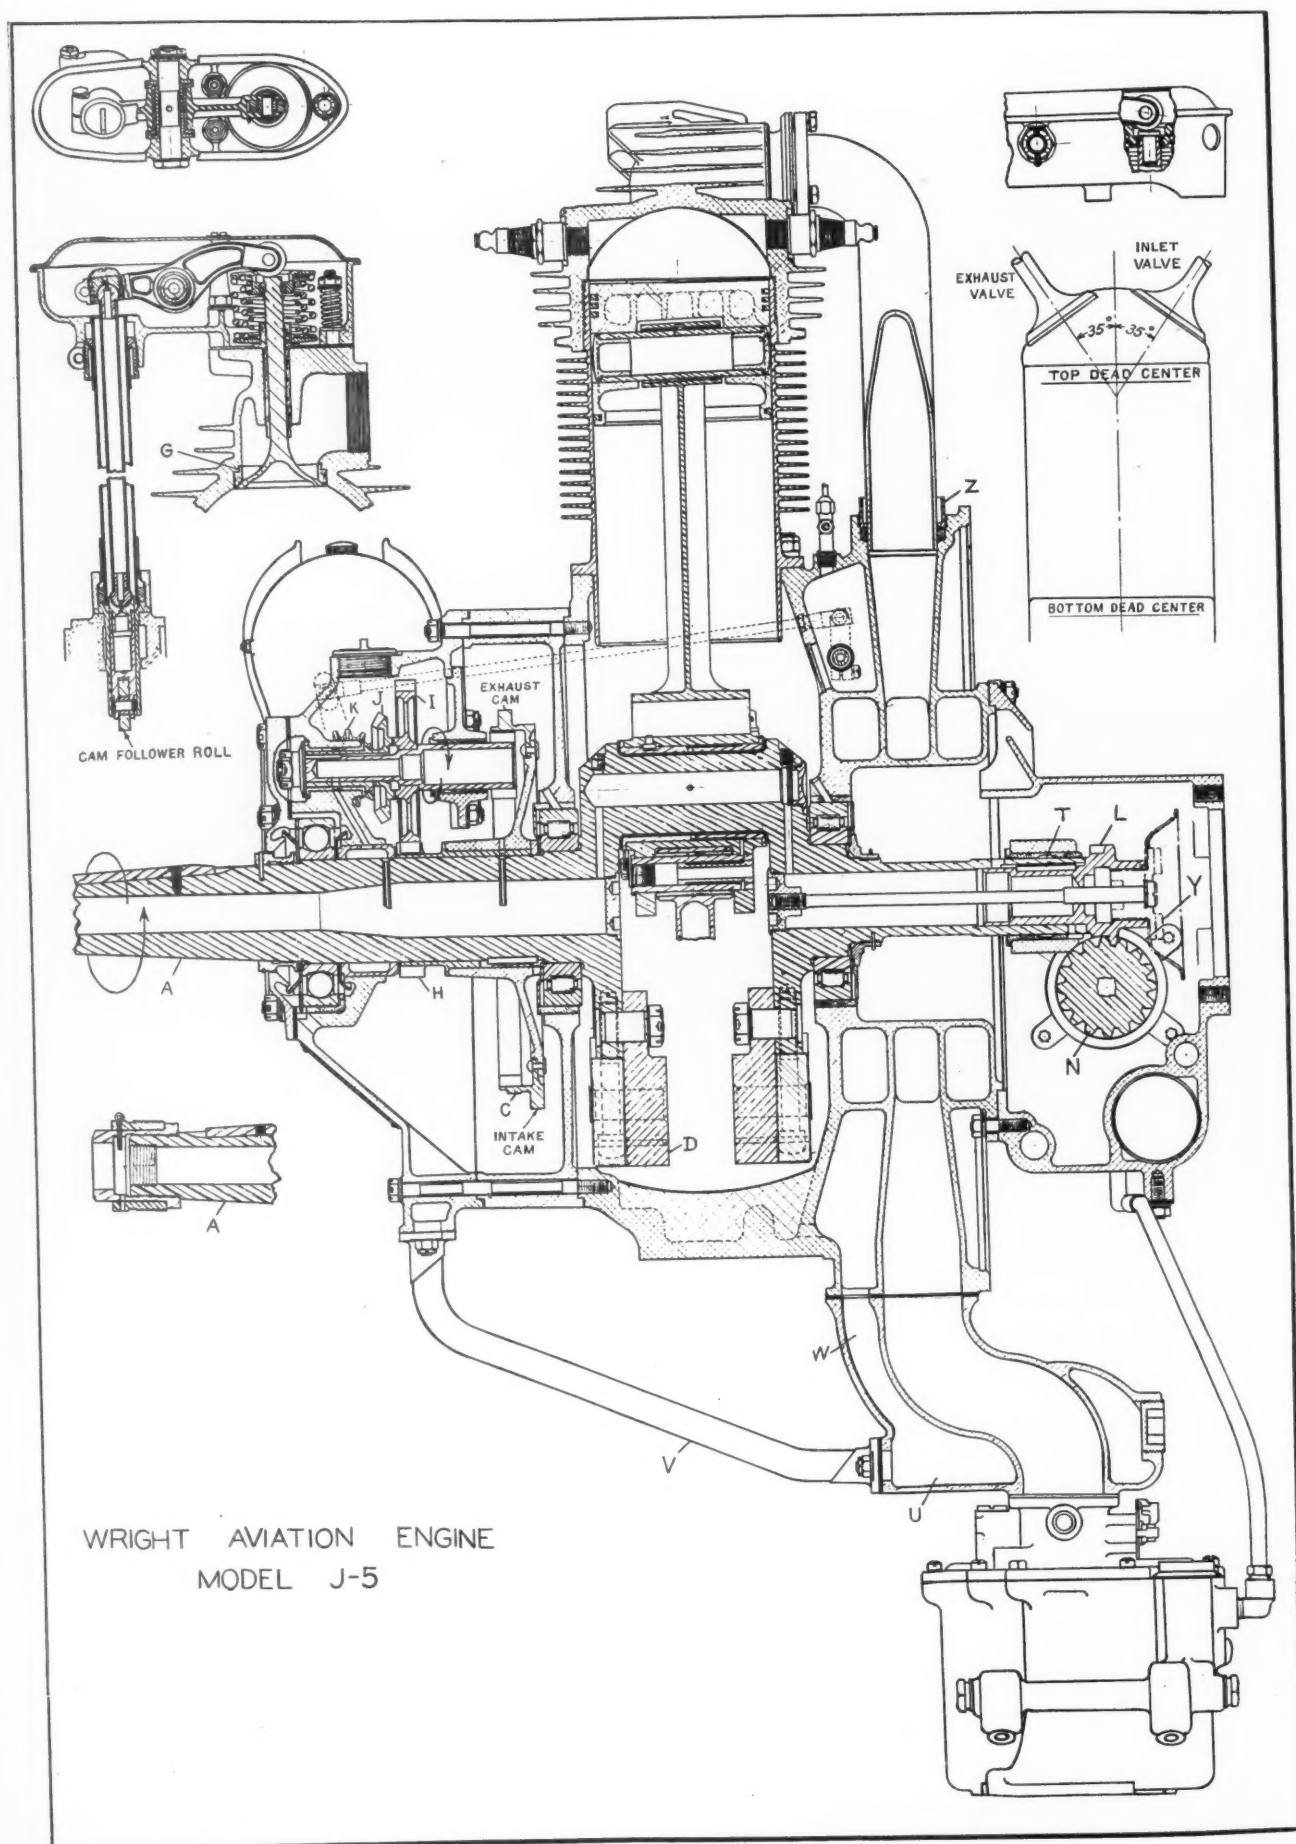 INLET
VALVE
EXHAUST
VALVE
35°
35°
TOP DEAD CENTER
G
Z
BOTTOM DEAD CENTER
EXHAUST
CAM
K
J
I
CAM FOLLOWER ROLL
T
L
Y
A
H
N
C
INTAKE
CAM
D
A
W
V
U
WRIGHT AVIATION ENGINE
MODEL J-5